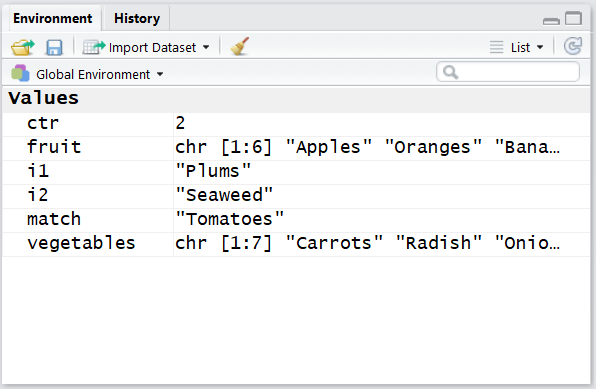 Environment History
Import Dataset List
Global Environment
Values
ctr 2
fruit chr [1:6] "Apples" "Oranges" "Bana…
i1 "Plums"
i2 "Seaweed"
match "Tomatoes"
vegetables chr [1:7] "Carrots" "Radish" "Onio…